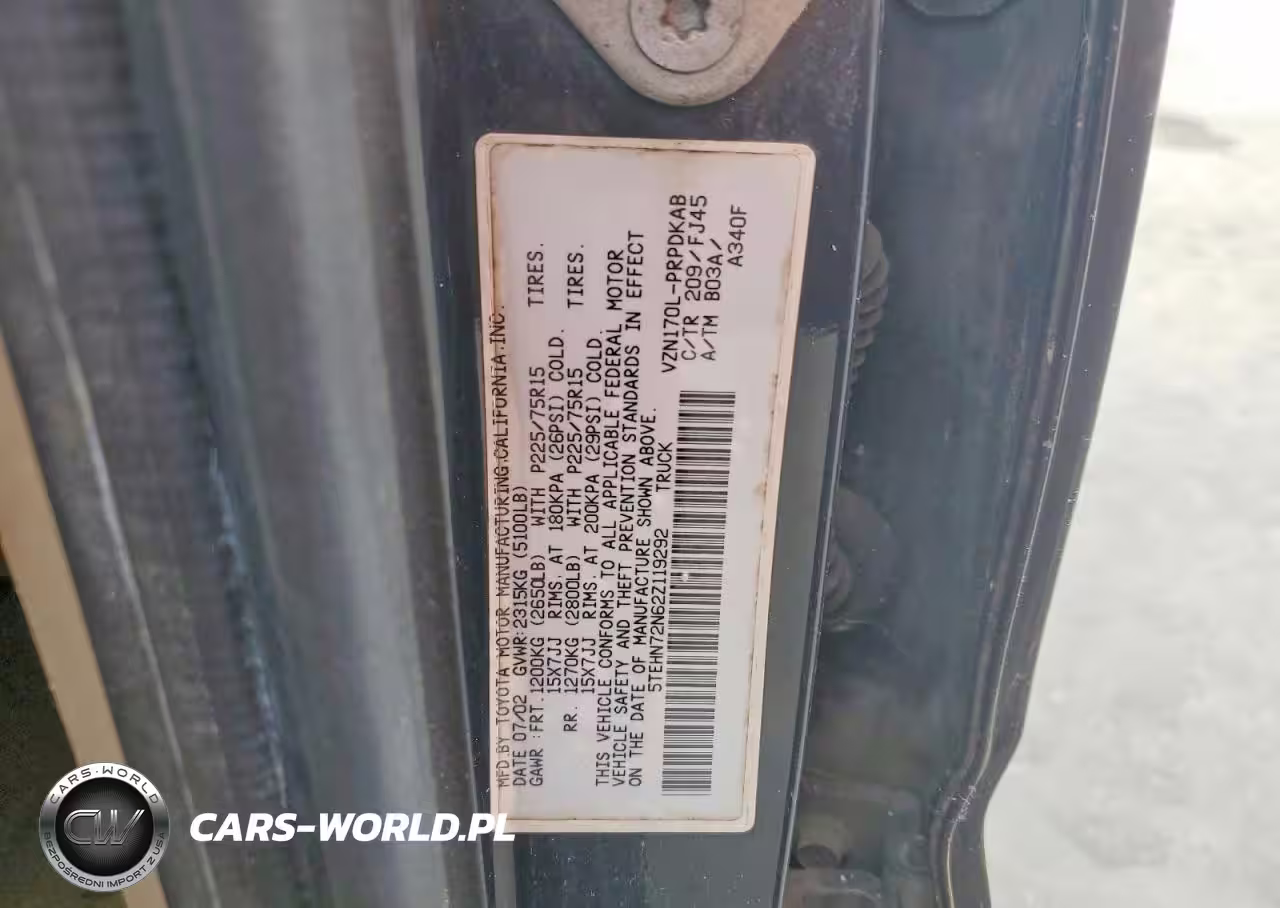 MFD.BY TOYOTA MOTOR MANUFACTURING,CALIFORNIA.INC.
DATE 07/02 GVWR:2315KG (5100LB)
GAWR :FRT.1200KG (2650LB) WITH P225/75R15 TIRES.
15X7JJ RIMS. AT 180KPA (26PSI) COLD.
RR. 1270KG (2800LB) WITH P225/75R15 TIRES.
15X7JJ RIMS. AT 200KPA (29PSI) COLD.
THIS VEHICLE CONFORMS TO ALL APPLICABLE FEDERAL MOTOR
VEHICLE SAFETY AND THEFT PREVENTION STANDARDS IN EFFECT
ON THE DATE OF MANUFACTURE SHOWN ABOVE.
5TEHN72N62Z119292 TRUCK
VZN170L-PRPDKAB
C/TR 209/FJ45
A/TM B03A/
A340F
CARS-WORLD
CW
BEZPOŚREDNI IMPORT Z USA
CARS-WORLD.PL